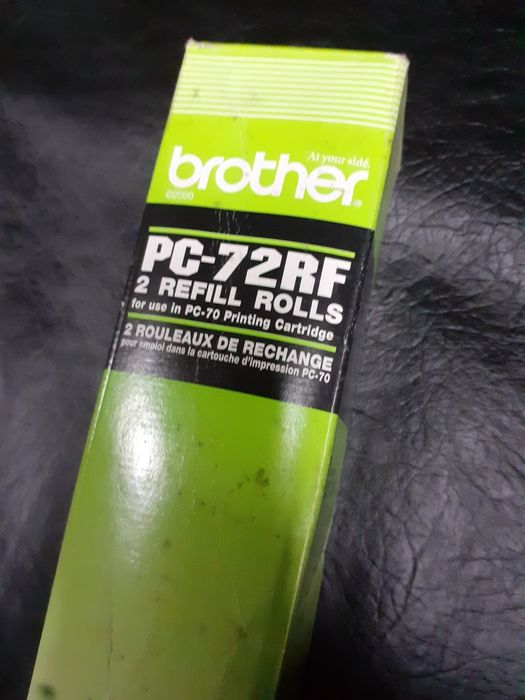 At your side.
brother®
©2000
PC-72RF
2 REFILL ROLLS
for use in PC-70 Printing Cartridge
2 ROULEAUX DE RECHANGE
pour emploi dans la cartouche d'impression PC-70